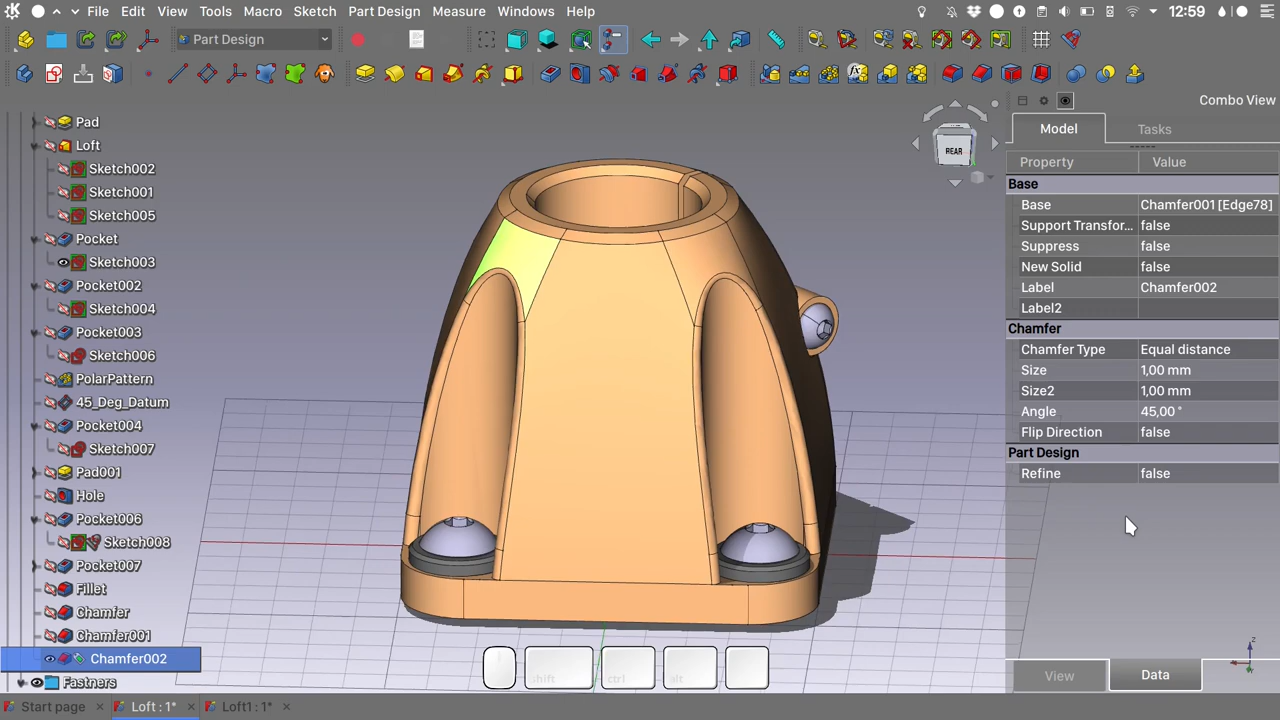 File Edit View Tools Macro Sketch Part Design Measure Windows Help 12:59
Part Design
Combo View
Model Tasks
Property Value
Base
Base Chamfer001 [Edge78]
Support Transfor... false
Suppress false
New Solid false
Label Chamfer002
Label2
Chamfer
Chamfer Type Equal distance
Size 1,00 mm
Size2 1,00 mm
Angle 45,00 °
Flip Direction false
Part Design
Refine false
Pad
Loft
Sketch002
Sketch001
Sketch005
Pocket
Sketch003
Pocket002
Sketch004
Pocket003
Sketch006
PolarPattern
45_Deg_Datum
Pocket004
Sketch007
Pad001
Hole
Pocket006
Sketch008
Pocket007
Fillet
Chamfer
Chamfer001
Chamfer002
Fastners
REAR
shift ctrl alt
z
View Data
Start page Loft : 1* Loft1 : 1*